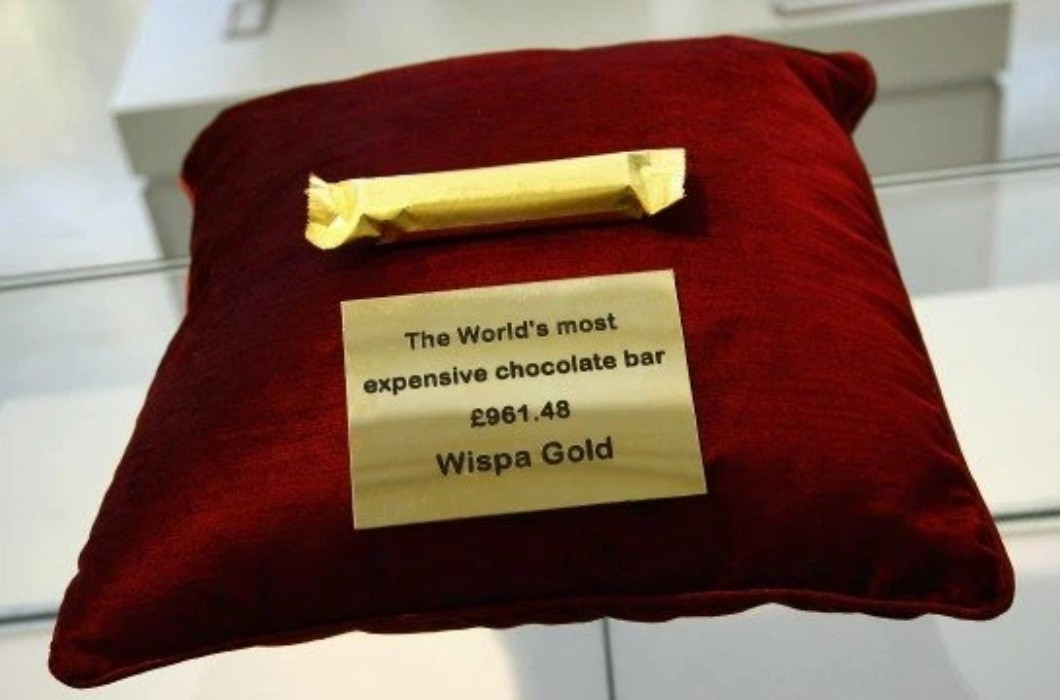 The World's most
expensive chocolate bar
£961.48
Wispa Gold